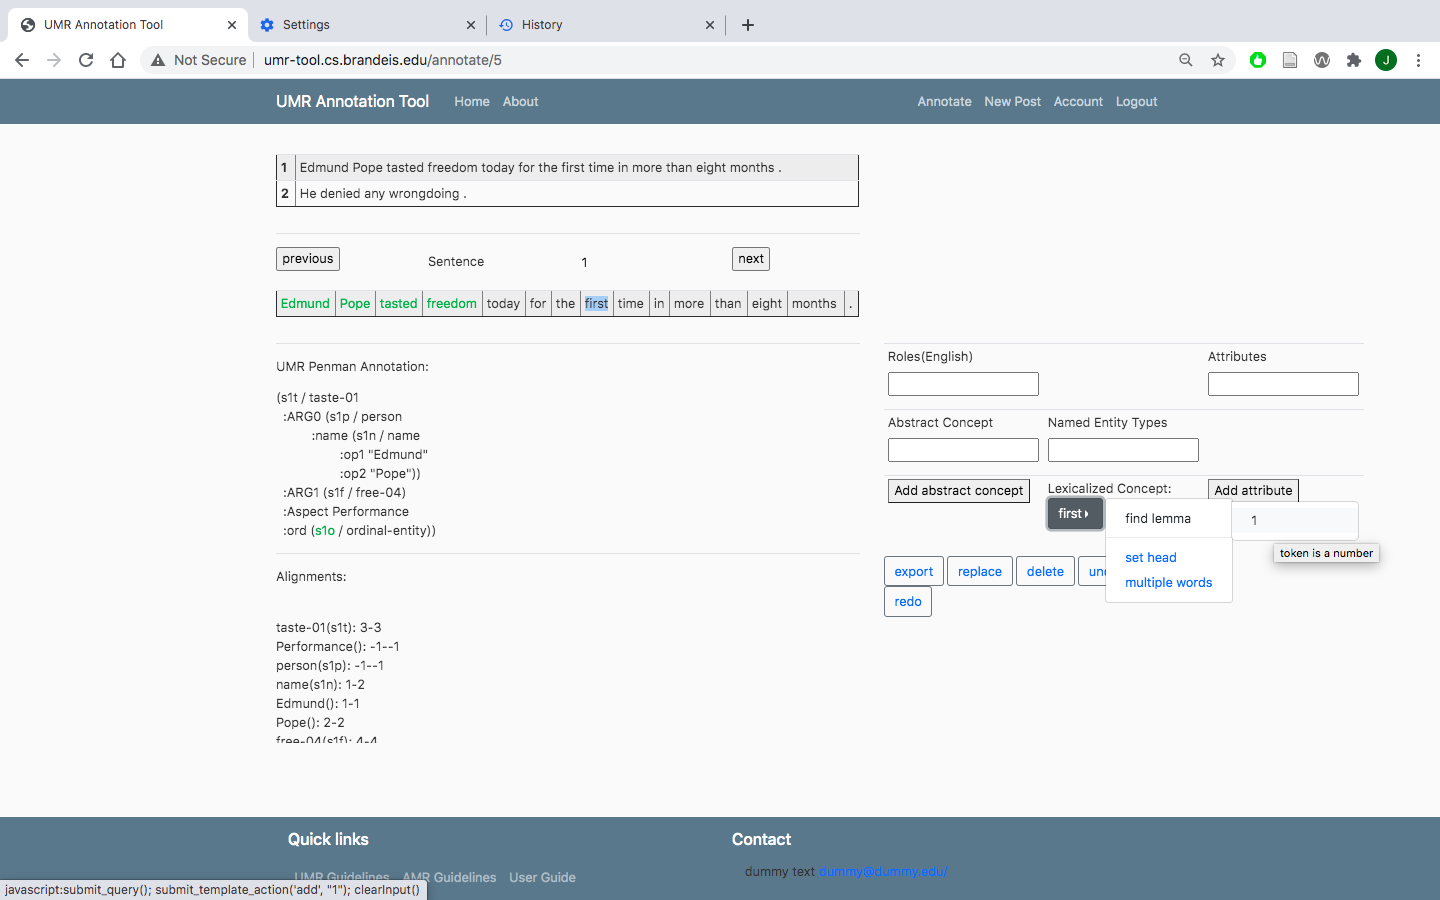 UMR Annotation Tool
Settings
History
Not Secure
umr-tool.cs.brandeis.edu/annotate/5
J
UMR Annotation Tool Home About Annotate New Post Account Logout
1 Edmund Pope tasted freedom today for the first time in more than eight months .
2 He denied any wrongdoing .
previous Sentence 1 next
Edmund Pope tasted freedom today for the first time in more than eight months .
UMR Penman Annotation:
(s1t / taste-01
:ARG0 (s1p / person
:name (s1n / name
:op1 "Edmund"
:op2 "Pope"))
:ARG1 (s1f / free-04)
:Aspect Performance
:ord (s1o / ordinal-entity))
Alignments:
taste-01(s1t): 3-3
Performance(): -1--1
person(s1p): -1--1
name(s1n): 1-2
Edmund(): 1-1
Pope(): 2-2
free-04(s1f): 4-4
Roles(English) Attributes
Abstract Concept Named Entity Types
Add abstract concept Lexicalized Concept: Add attribute
first find lemma 1
token is a number
set head
multiple words
export replace delete
redo
Quick links Contact
UMR Guidelines AMR Guidelines User Guide
dummy text dummy@dummy.edu/
javascript:submit_query(); submit_template_action('add', "1"); clearInput()